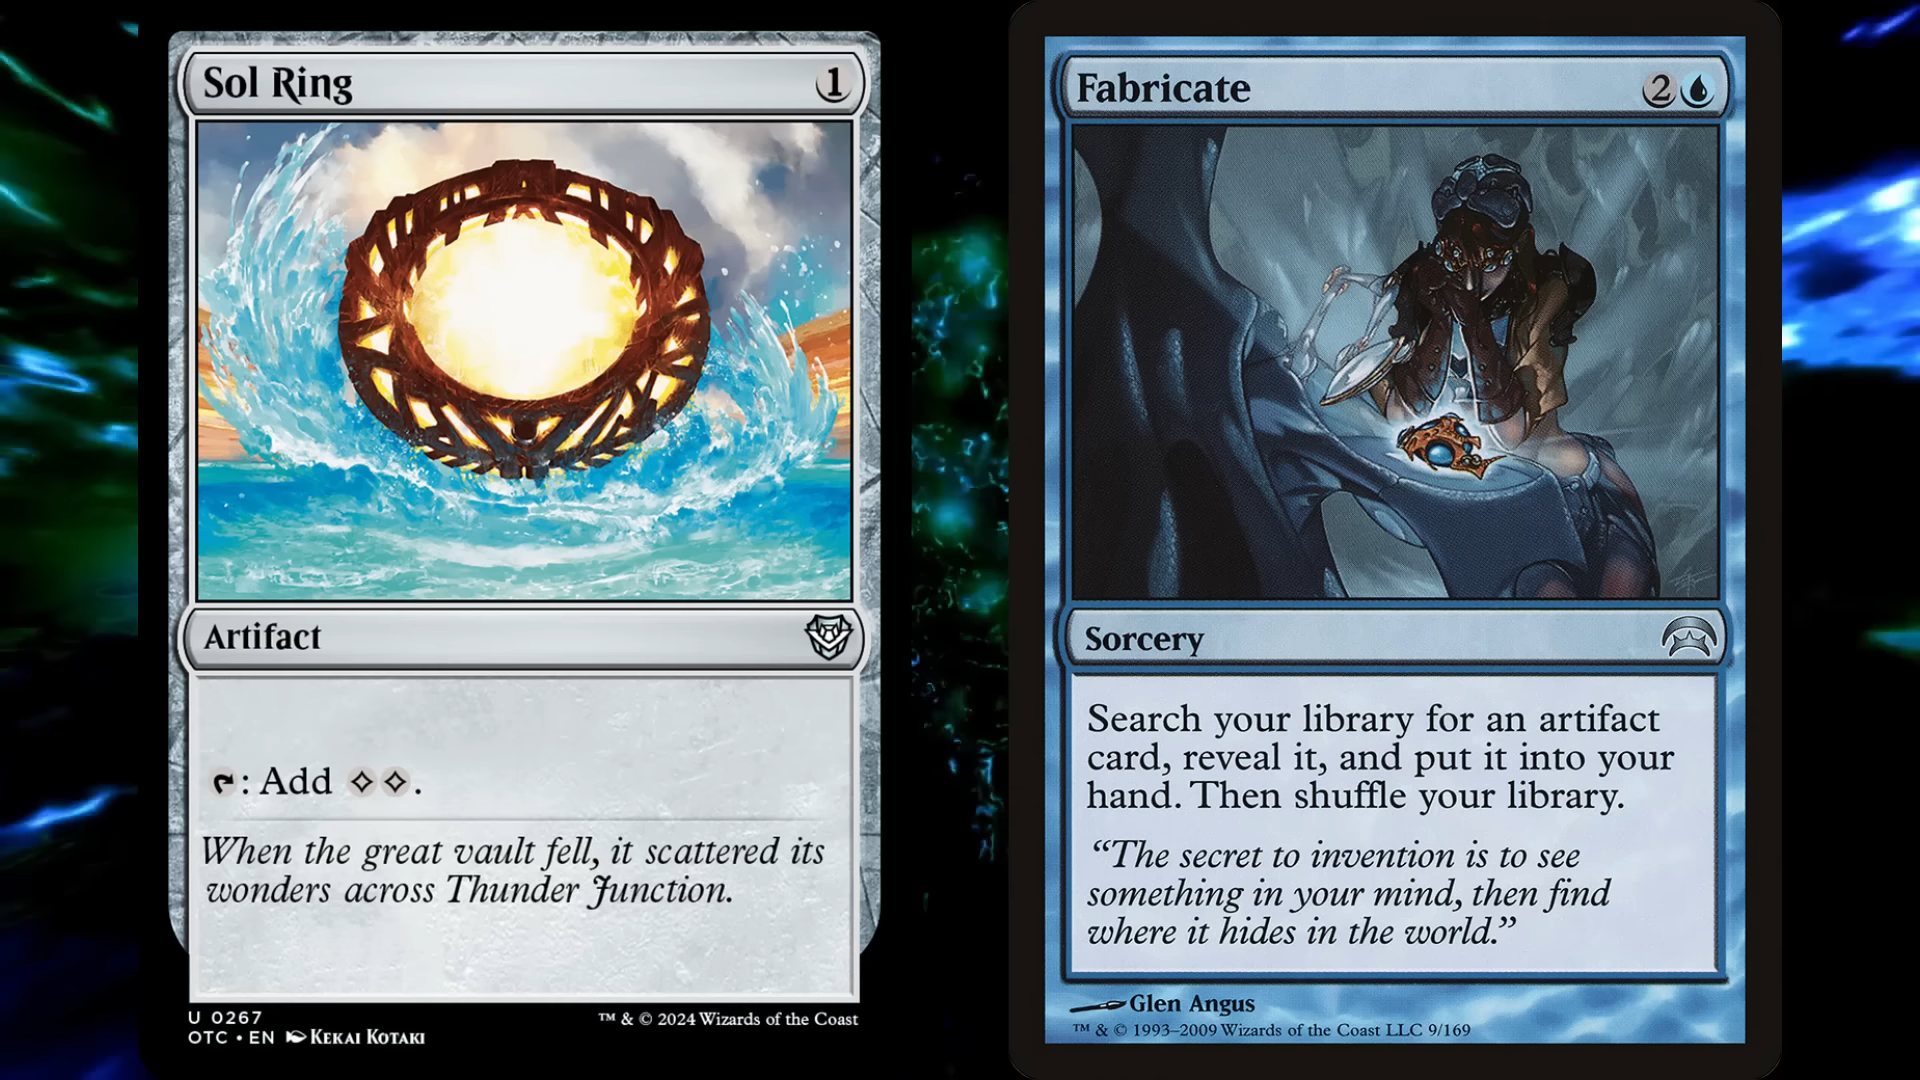 Sol Ring
1
Artifact
: Add .
When the great vault fell, it scattered its
wonders across Thunder Junction.
U 0267
OTC • EN KEKAI KOTAKI
™ & © 2024 Wizards of the Coast
Fabricate
2
Sorcery
Search your library for an artifact
card, reveal it, and put it into your
hand. Then shuffle your library.
“The secret to invention is to see
something in your mind, then find
where it hides in the world.”
Glen Angus
™ & © 1993–2009 Wizards of the Coast LLC 9/169